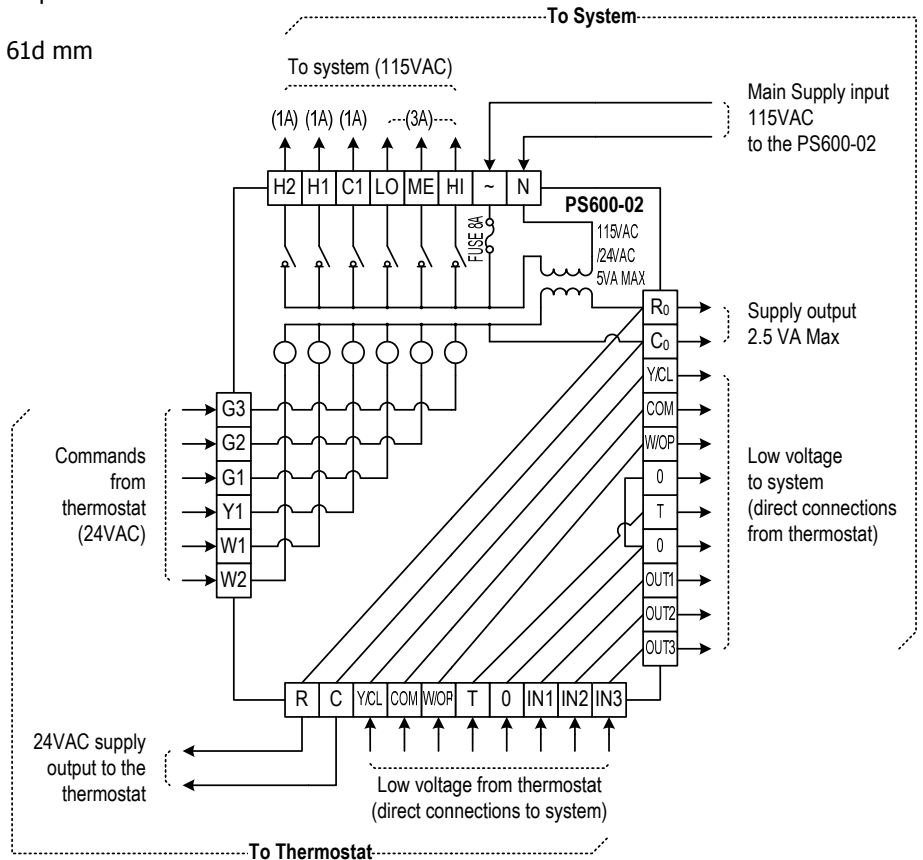 To System
61d mm
To system (115VAC)
Main Supply input
115VAC
to the PS600-02
(1A) (1A) (1A) (3A)
H2 H1 C1 LO ME HI ~ N
PS600-02
FUSE 8A
115VAC
/24VAC
5VA MAX
R0
C0
Y/CL
COM
W/OP
0
T
0
OUT1
OUT2
OUT3
Supply output
2.5 VA Max
Low voltage
to system
(direct connections
from thermostat)
G3
G2
G1
Y1
W1
W2
Commands
from
thermostat
(24VAC)
R C Y/CL COM W/OP T 0 IN1 IN2 IN3
24VAC supply
output to the
thermostat
Low voltage from thermostat
(direct connections to system)
To Thermostat